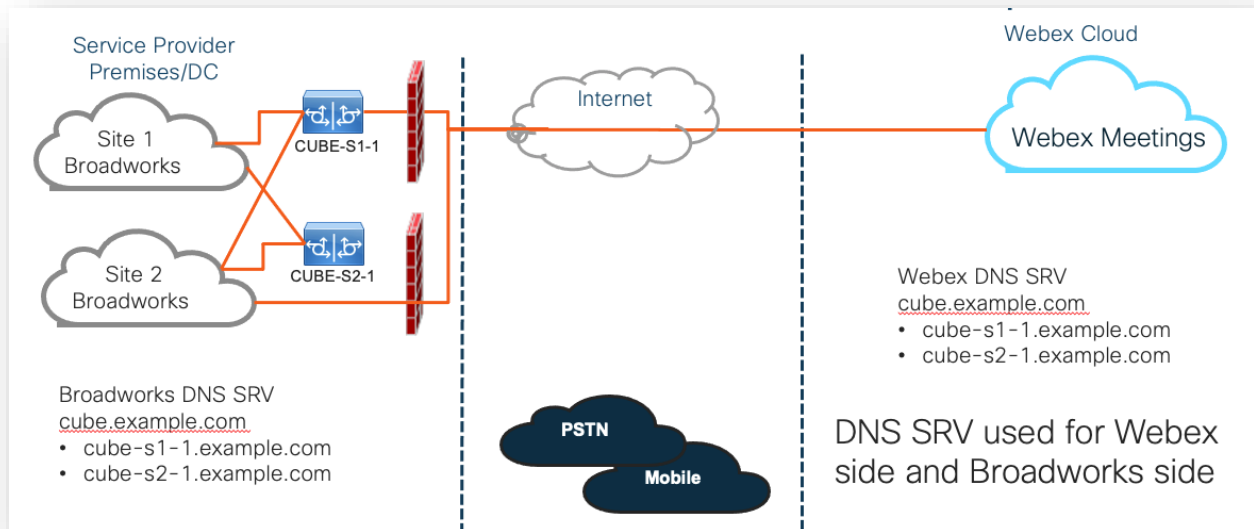 Service Provider
Premises/DC
Site 1
Broadworks
CUBE-S1-1
Site 2
Broadworks
CUBE-S2-1
Broadworks DNS SRV
cube.example.com
• cube-s1-1.example.com
• cube-s2-1.example.com
Internet
PSTN
Mobile
Webex Cloud
Webex Meetings
Webex DNS SRV
cube.example.com
• cube-s1-1.example.com
• cube-s2-1.example.com
DNS SRV used for Webex
side and Broadworks side